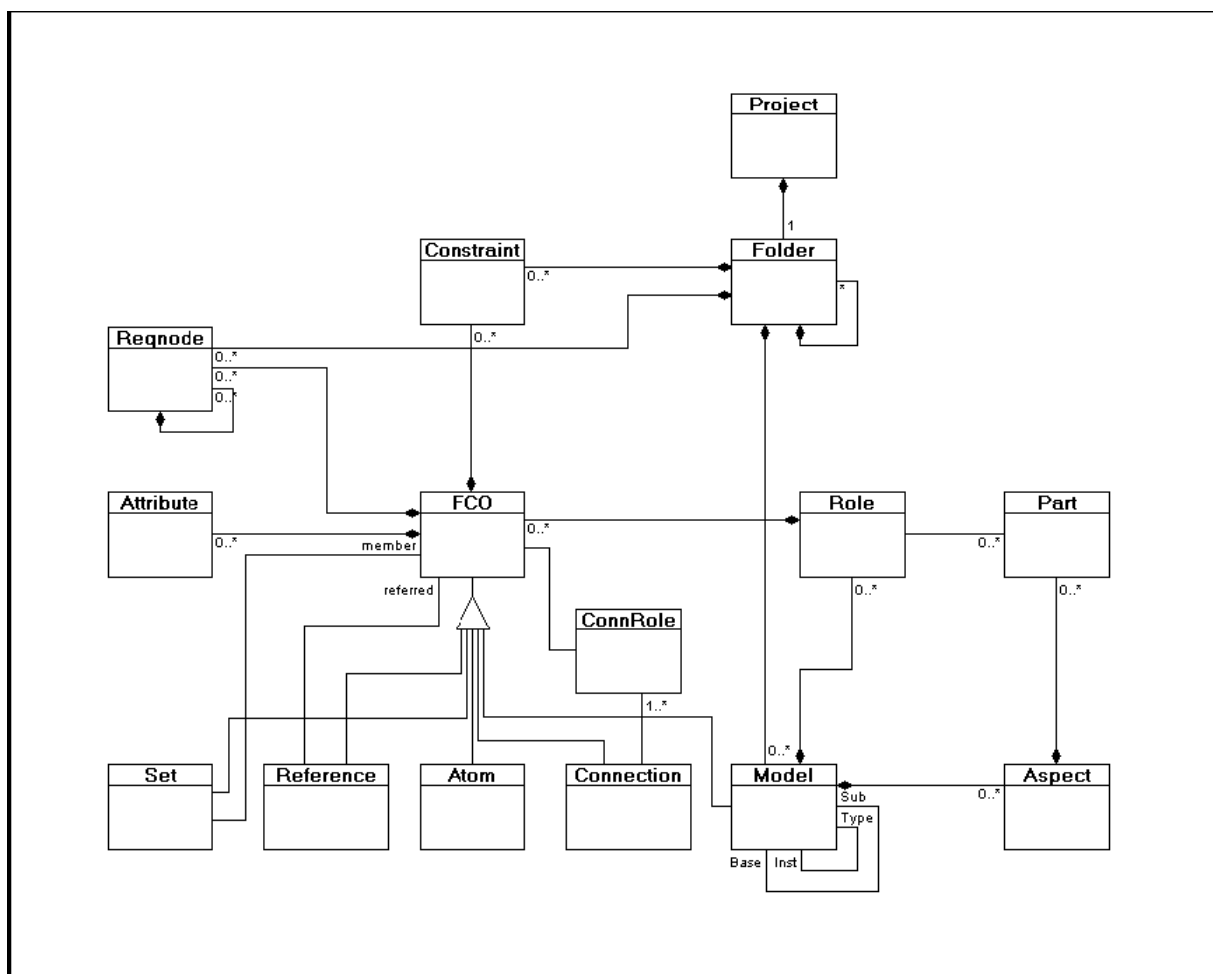 Project
1
Constraint
Folder
0..*
*
0..*
Reqnode
0..*
0..*
0..*
Attribute
FCO
Role
Part
0..*
0..*
0..*
member
referred
0..*
0..*
ConnRole
1..*
0..*
Set
Reference
Atom
Connection
Model
Aspect
Sub
0..*
Type
Base
Inst